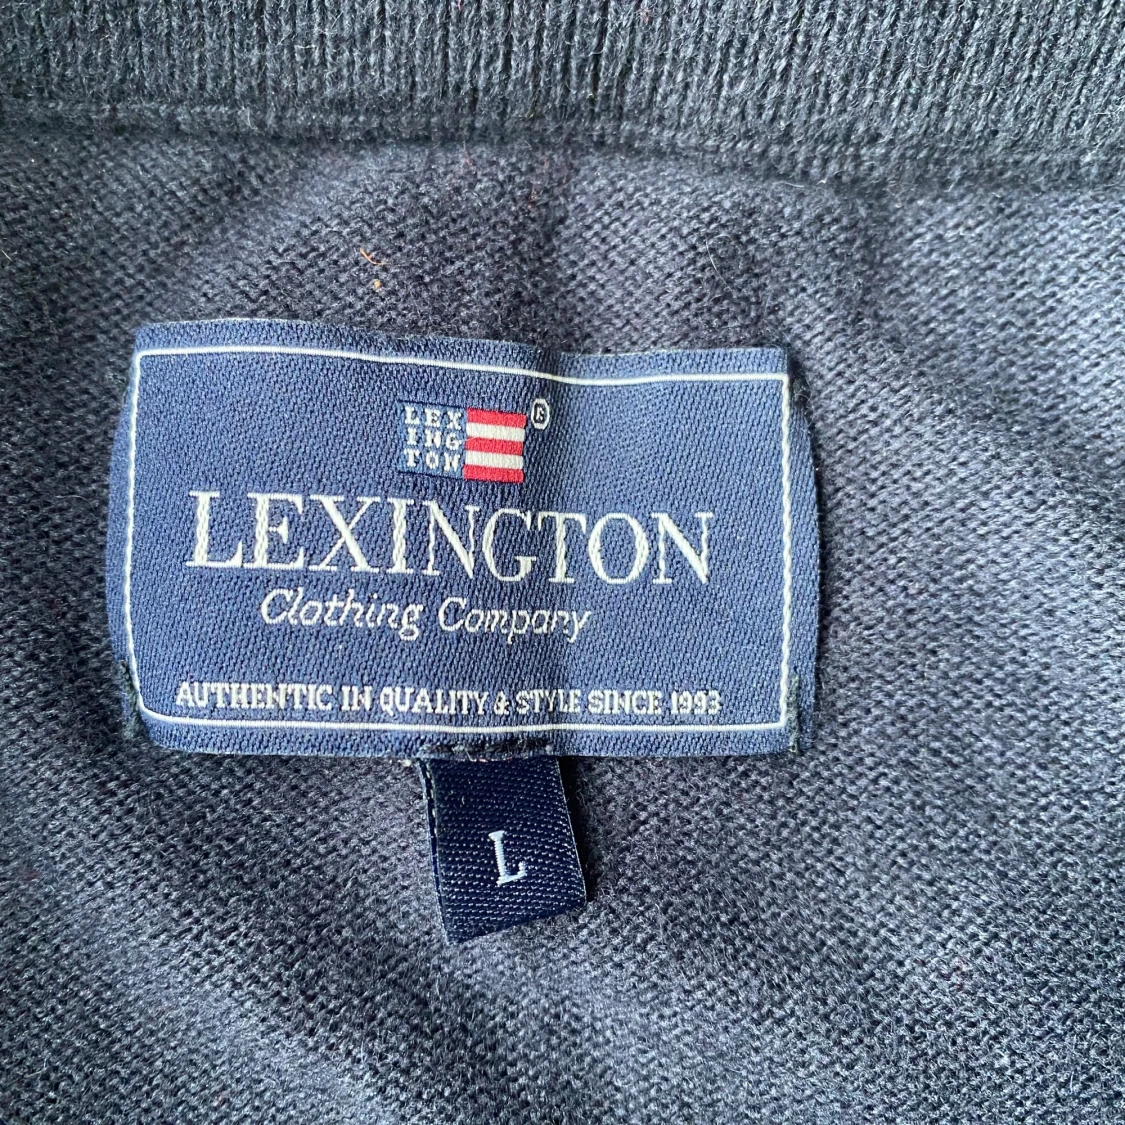 LEX
ING
TON
®
LEXINGTON
Clothing Company
AUTHENTIC IN QUALITY & STYLE SINCE 1993
L